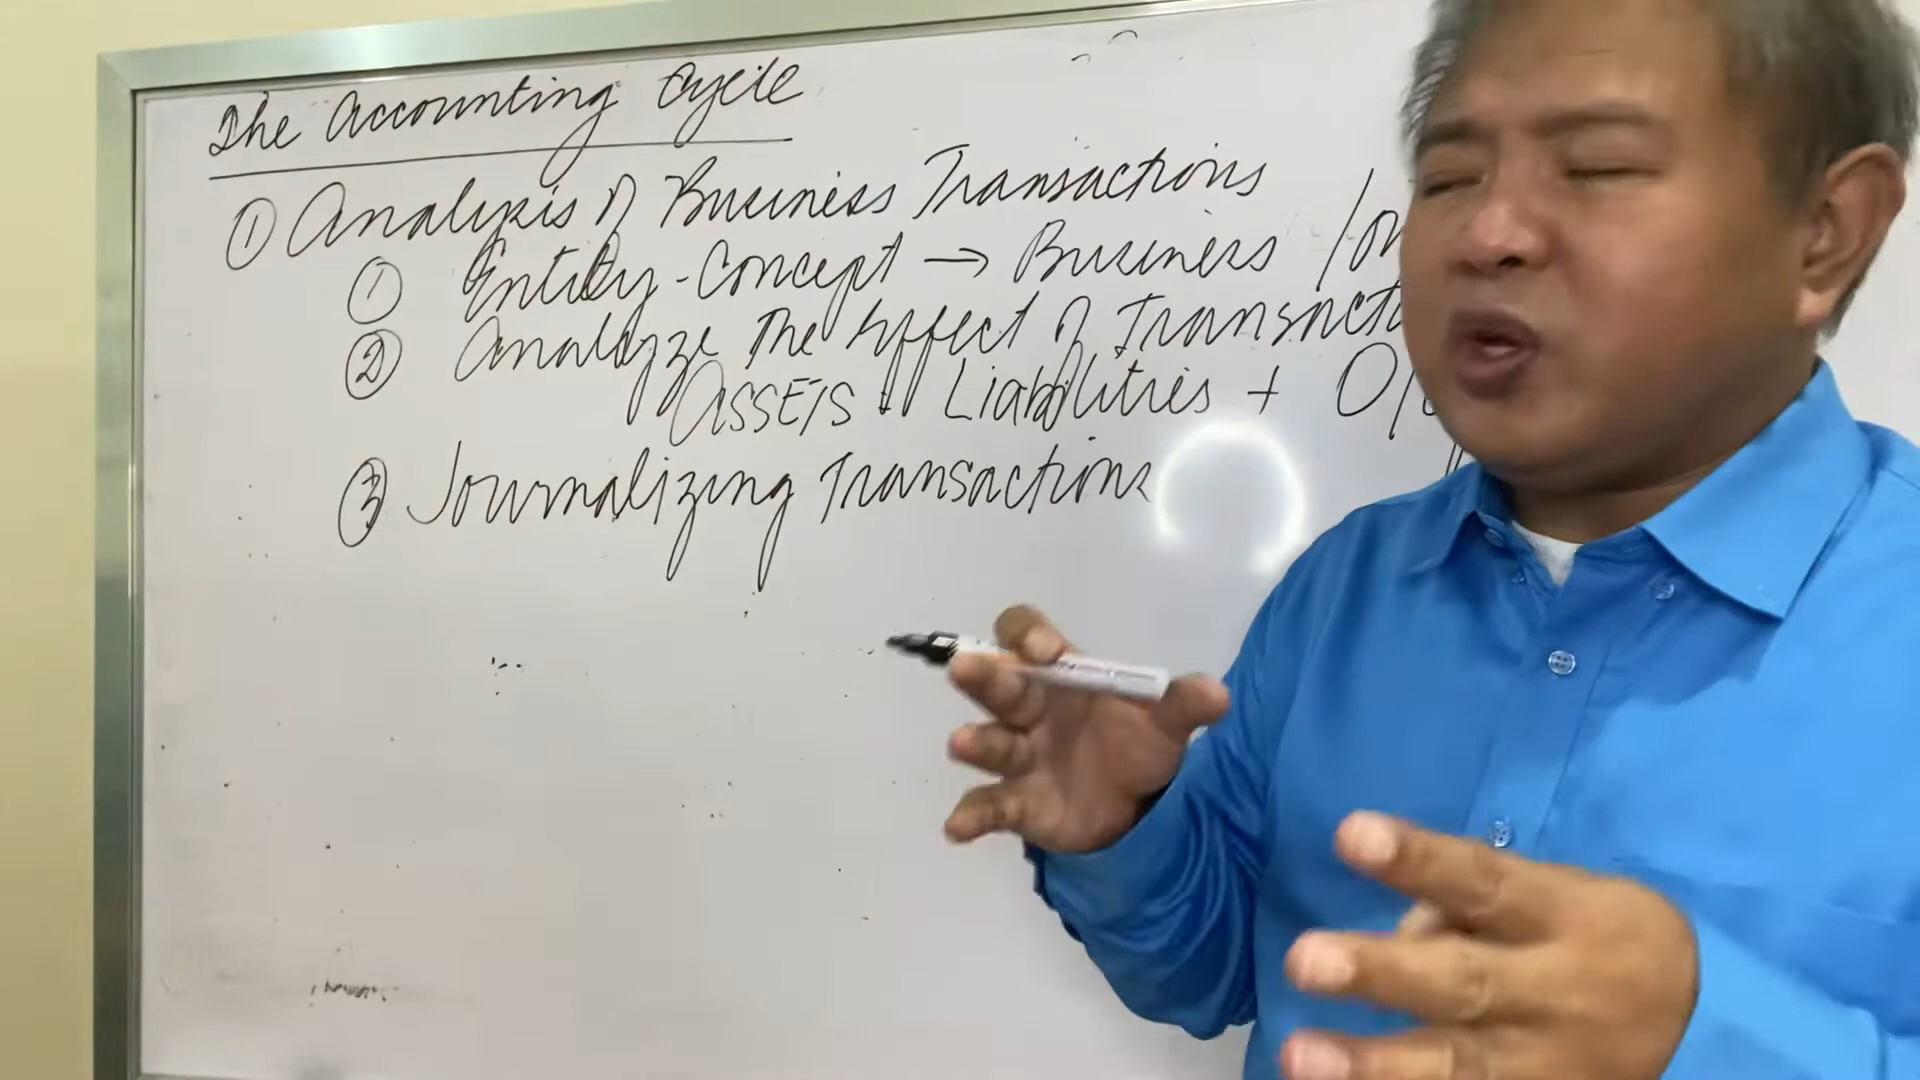 The Accounting Cycle
① Analysis of Business Transactions
① Entity-Concept → Business /
② Analyze The Effect of Transact
ASSETS = Liabilities + O/
③ Journalizing Transactions